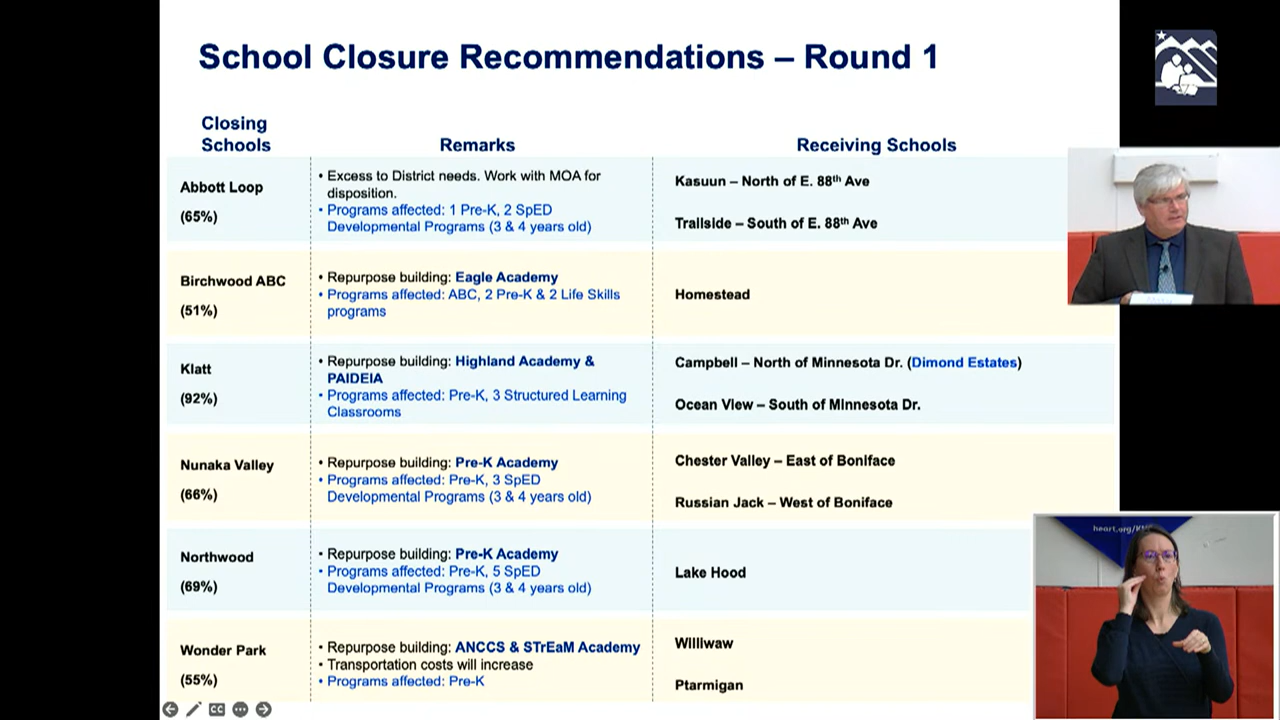 School Closure Recommendations – Round 1
Closing
Schools
Remarks
Receiving Schools
Abbott Loop
(65%)
• Excess to District needs. Work with MOA for
disposition.
• Programs affected: 1 Pre-K, 2 SpED
Developmental Programs (3 & 4 years old)
Kasuun – North of E. 88th Ave
Trailside – South of E. 88th Ave
Birchwood ABC
(51%)
• Repurpose building: Eagle Academy
• Programs affected: ABC, 2 Pre-K & 2 Life Skills
programs
Homestead
Klatt
(92%)
• Repurpose building: Highland Academy &
PAIDEIA
• Programs affected: Pre-K, 3 Structured Learning
Classrooms
Campbell – North of Minnesota Dr. (Dimond Estates)
Ocean View – South of Minnesota Dr.
Nunaka Valley
(66%)
• Repurpose building: Pre-K Academy
• Programs affected: Pre-K, 3 SpED
Developmental Programs (3 & 4 years old)
Chester Valley – East of Boniface
Russian Jack – West of Boniface
Northwood
(69%)
• Repurpose building: Pre-K Academy
• Programs affected: Pre-K, 5 SpED
Developmental Programs (3 & 4 years old)
Lake Hood
Wonder Park
(55%)
• Repurpose building: ANCCS & STrEaM Academy
• Transportation costs will increase
• Programs affected: Pre-K
Williwaw
Ptarmigan
CC